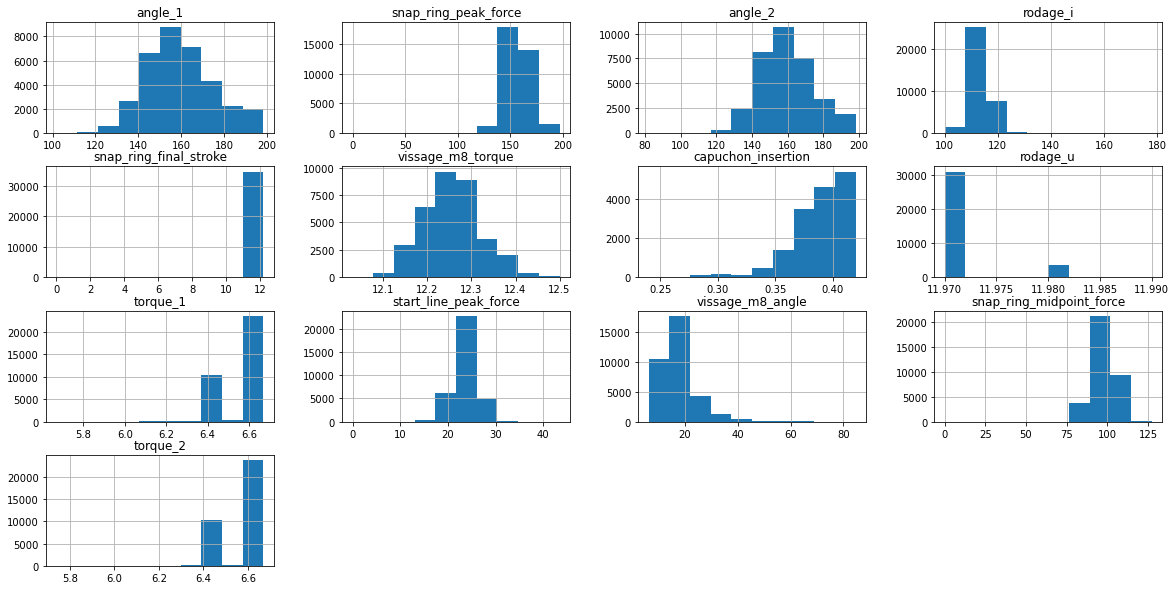 angle_1
8000
6000
4000
2000
0
100 120 140 160 180 200
snap_ring_peak_force
15000
10000
5000
0
0 50 100 150 200
angle_2
10000
7500
5000
2500
0
80 100 120 140 160 180 200
rodage_i
20000
10000
0
100 120 140 160 180
snap_ring_final_stroke
30000
20000
10000
0
0 2 4 6 8 10 12
vissage_m8_torque
10000
7500
5000
2500
0
12.1 12.2 12.3 12.4 12.5
capuchon_insertion
4000
2000
0
0.25 0.30 0.35 0.40
rodage_u
30000
20000
10000
0
11.970 11.975 11.980 11.985 11.990
torque_1
20000
15000
10000
5000
0
5.8 6.0 6.2 6.4 6.6
start_line_peak_force
20000
15000
10000
5000
0
0 10 20 30 40
vissage_m8_angle
15000
10000
5000
0
20 40 60 80
snap_ring_midpoint_force
20000
15000
10000
5000
0
0 25 50 75 100 125
torque_2
20000
15000
10000
5000
0
5.8 6.0 6.2 6.4 6.6